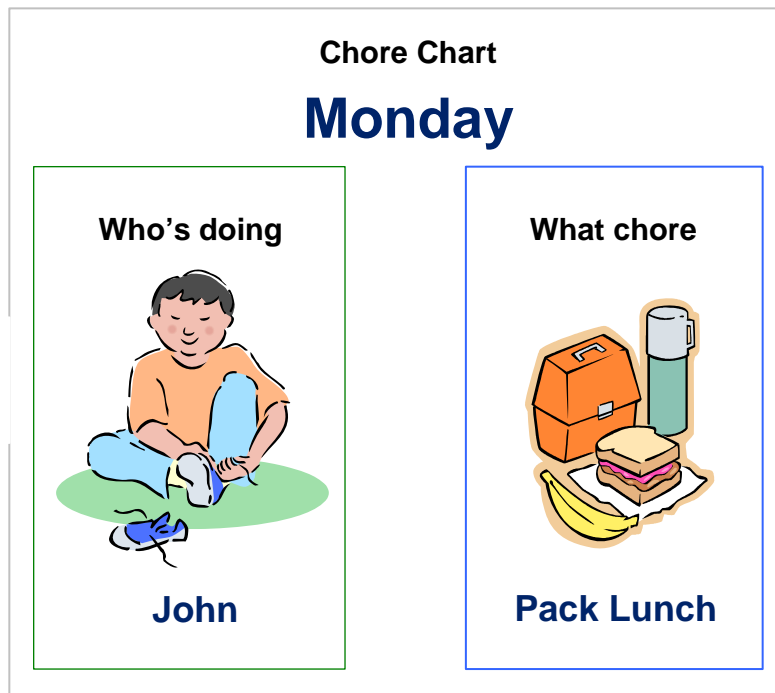 Chore Chart
Monday
Who’s doing
John
What chore
Pack Lunch